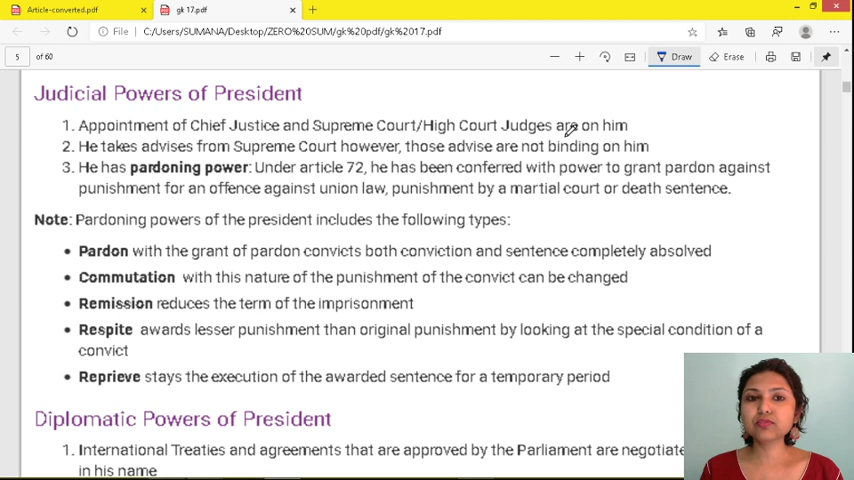 Article-converted.pdf
gk 17.pdf
File
C:/Users/SUMANA/Desktop/ZERO%20SUM/gk%20pdf/gk%2017.pdf
5 of 60
Draw
Erase
Judicial Powers of President
1. Appointment of Chief Justice and Supreme Court/High Court Judges are on him
2. He takes advises from Supreme Court however, those advise are not binding on him
3. He has pardoning power: Under article 72, he has been conferred with power to grant pardon against
punishment for an offence against union law, punishment by a martial court or death sentence.
Note: Pardoning powers of the president includes the following types:
• Pardon with the grant of pardon convicts both conviction and sentence completely absolved
• Commutation with this nature of the punishment of the convict can be changed
• Remission reduces the term of the imprisonment
• Respite awards lesser punishment than original punishment by looking at the special condition of a
convict
• Reprieve stays the execution of the awarded sentence for a temporary period
Diplomatic Powers of President
1. International Treaties and agreements that are approved by the Parliament are negotiate
in his name